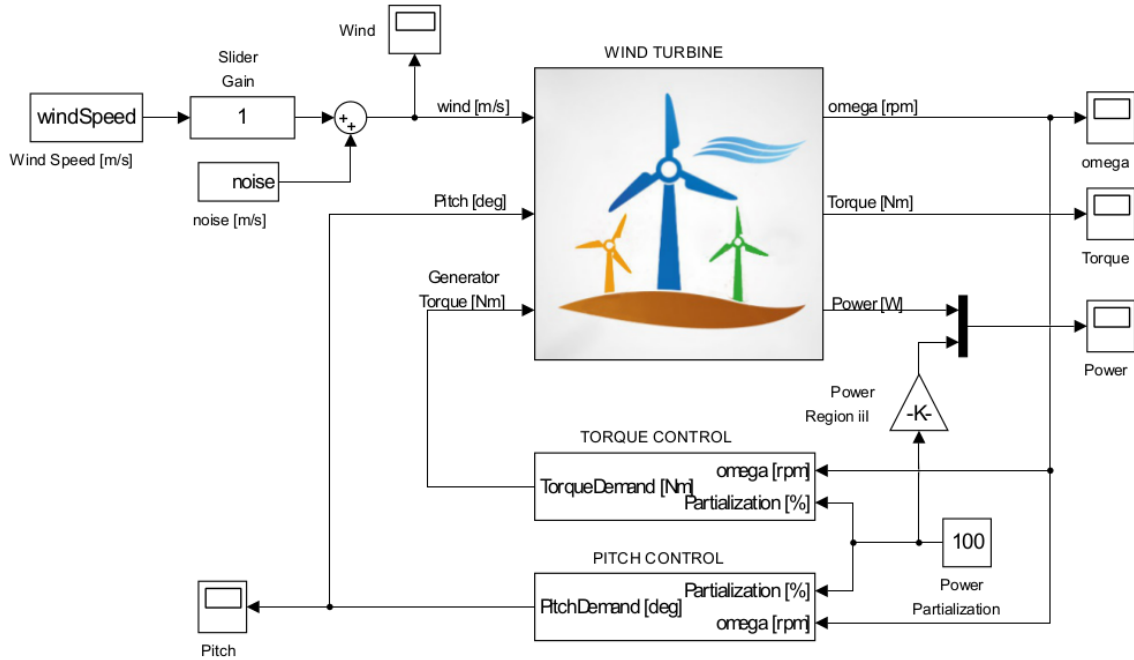 Wind
WIND TURBINE
Slider
Gain
windSpeed
1
+
+
wind [m/s]
omega [rpm]
Wind Speed [m/s]
omega
noise
noise [m/s]
Pitch [deg]
Torque [Nm]
Torque
Generator
Torque [Nm]
Power [W]
Power
Power
Region iiI
-K-
TORQUE CONTROL
omega [rpm]
TorqueDemand [Nm]
Partialization [%]
100
Power
Partialization
PITCH CONTROL
Partialization [%]
PitchDemand [deg]
omega [rpm]
Pitch